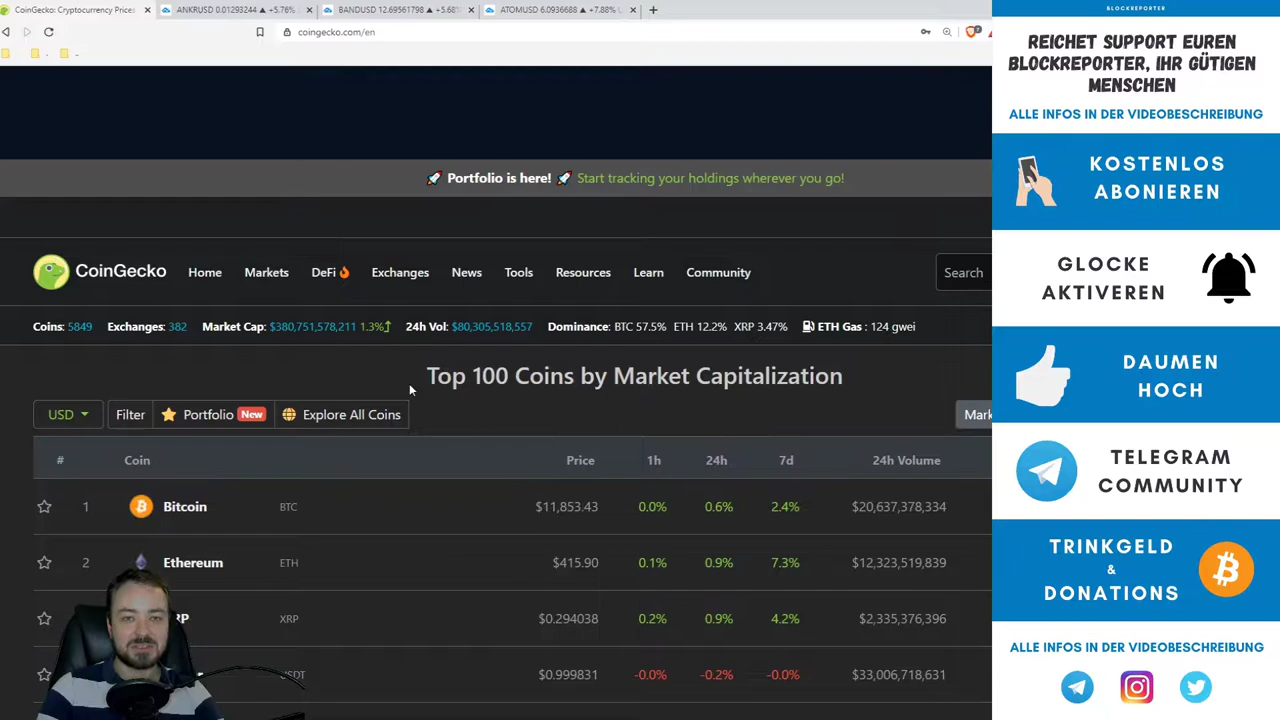 CoinGecko: Cryptocurrency Prices
ANKRUSD 0.01293244 ▲ +5.76%
BANDUSD 12.69561798 ▲ +5.68%
ATOMUSD 6.0936688 ▲ +7.88%
coingecko.com/en
🚀 Portfolio is here! 🚀 Start tracking your holdings wherever you go!
CoinGecko
Home Markets DeFi Exchanges News Tools Resources Learn Community
Search
Coins: 5849 Exchanges: 382 Market Cap: $380,751,578,211 1.3% 24h Vol: $80,305,518,557 Dominance: BTC 57.5% ETH 12.2% XRP 3.47% ETH Gas : 124 gwei
Top 100 Coins by Market Capitalization
USD Filter Portfolio New Explore All Coins
# Coin Price 1h 24h 7d 24h Volume
1 Bitcoin BTC $11,853.43 0.0% 0.6% 2.4% $20,637,378,334
2 Ethereum ETH $415.90 0.1% 0.9% 7.3% $12,323,519,839
XRP $0.294038 0.2% 0.9% 4.2% $2,335,376,396
$0.999831 -0.0% -0.2% -0.0% $33,006,718,631
BLOCKREPORTER
REICHET SUPPORT EUREN
BLOCKREPORTER, IHR GÜTIGEN
MENSCHEN
ALLE INFOS IN DER VIDEOBESCHREIBUNG
KOSTENLOS
ABONIEREN
GLOCKE
AKTIVEREN
DAUMEN
HOCH
TELEGRAM
COMMUNITY
TRINKGELD
&
DONATIONS
ALLE INFOS IN DER VIDEOBESCHREIBUNG